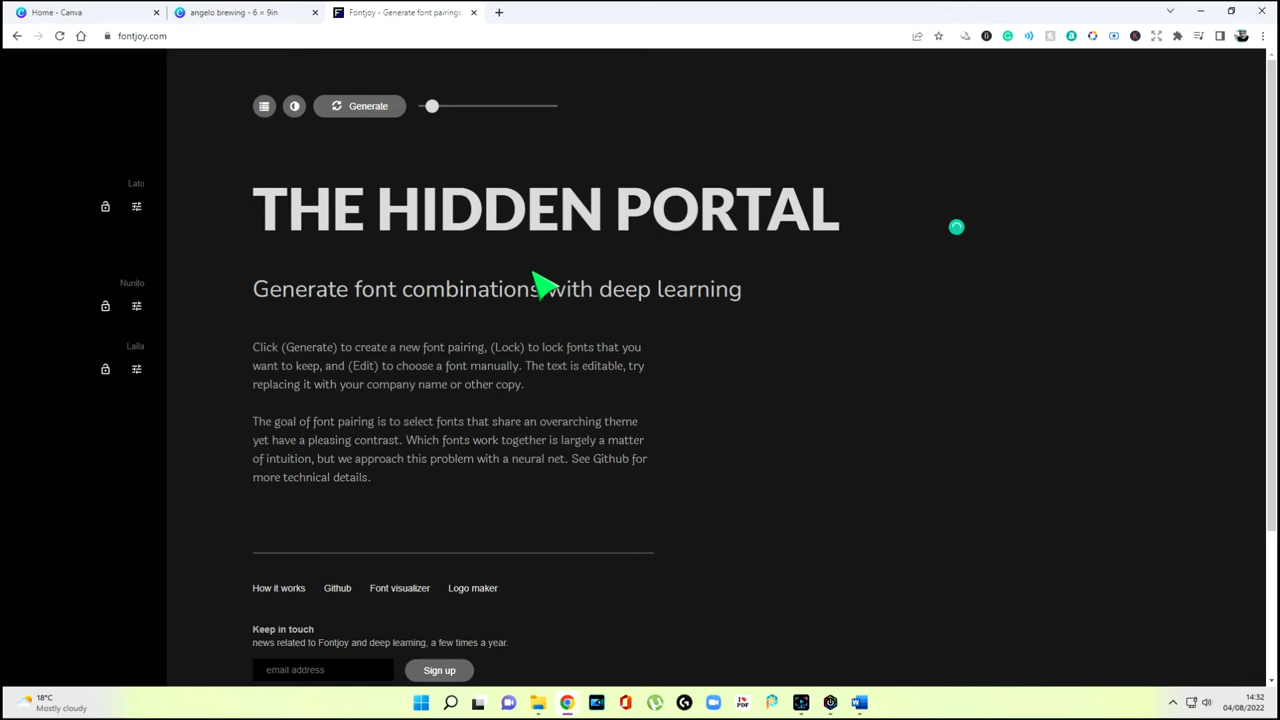 Home - Canva
angelo brewing - 6 × 9in
Fontjoy - Generate font pairings
fontjoy.com
Generate
Lato
THE HIDDEN PORTAL
Nunito
Generate font combinations with deep learning
Laila
Click (Generate) to create a new font pairing, (Lock) to lock fonts that you
want to keep, and (Edit) to choose a font manually. The text is editable, try
replacing it with your company name or other copy.
The goal of font pairing is to select fonts that share an overarching theme
yet have a pleasing contrast. Which fonts work together is largely a matter
of intuition, but we approach this problem with a neural net. See Github for
more technical details.
How it works Github Font visualizer Logo maker
Keep in touch
news related to Fontjoy and deep learning, a few times a year.
email address
Sign up
18°C
Mostly cloudy
14:32
04/08/2022